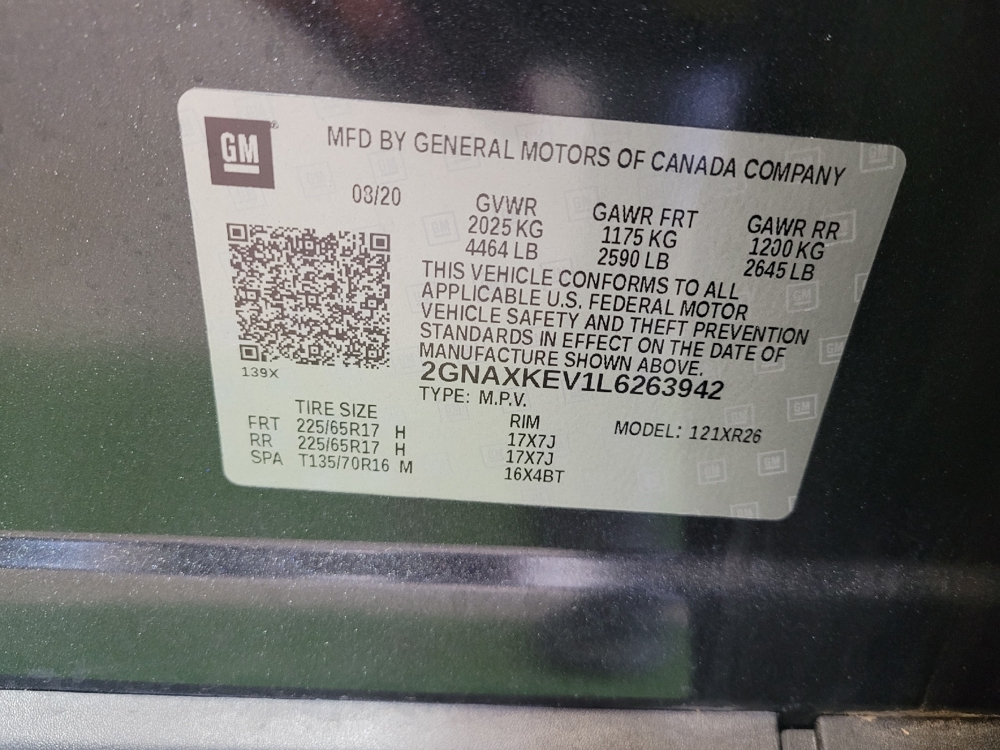 GM
MFD BY GENERAL MOTORS OF CANADA COMPANY
03/20
GVWR GAWR FRT GAWR RR
2025 KG 1175 KG 1200 KG
4464 LB 2590 LB 2645 LB
THIS VEHICLE CONFORMS TO ALL
APPLICABLE U.S. FEDERAL MOTOR
VEHICLE SAFETY AND THEFT PREVENTION
STANDARDS IN EFFECT ON THE DATE OF
MANUFACTURE SHOWN ABOVE.
2GNAXKEV1L6263942
139X
TYPE: M.P.V.
TIRE SIZE RIM MODEL: 121XR26
FRT 225/65R17 H 17X7J
RR 225/65R17 H 17X7J
SPA T135/70R16 M 16X4BT